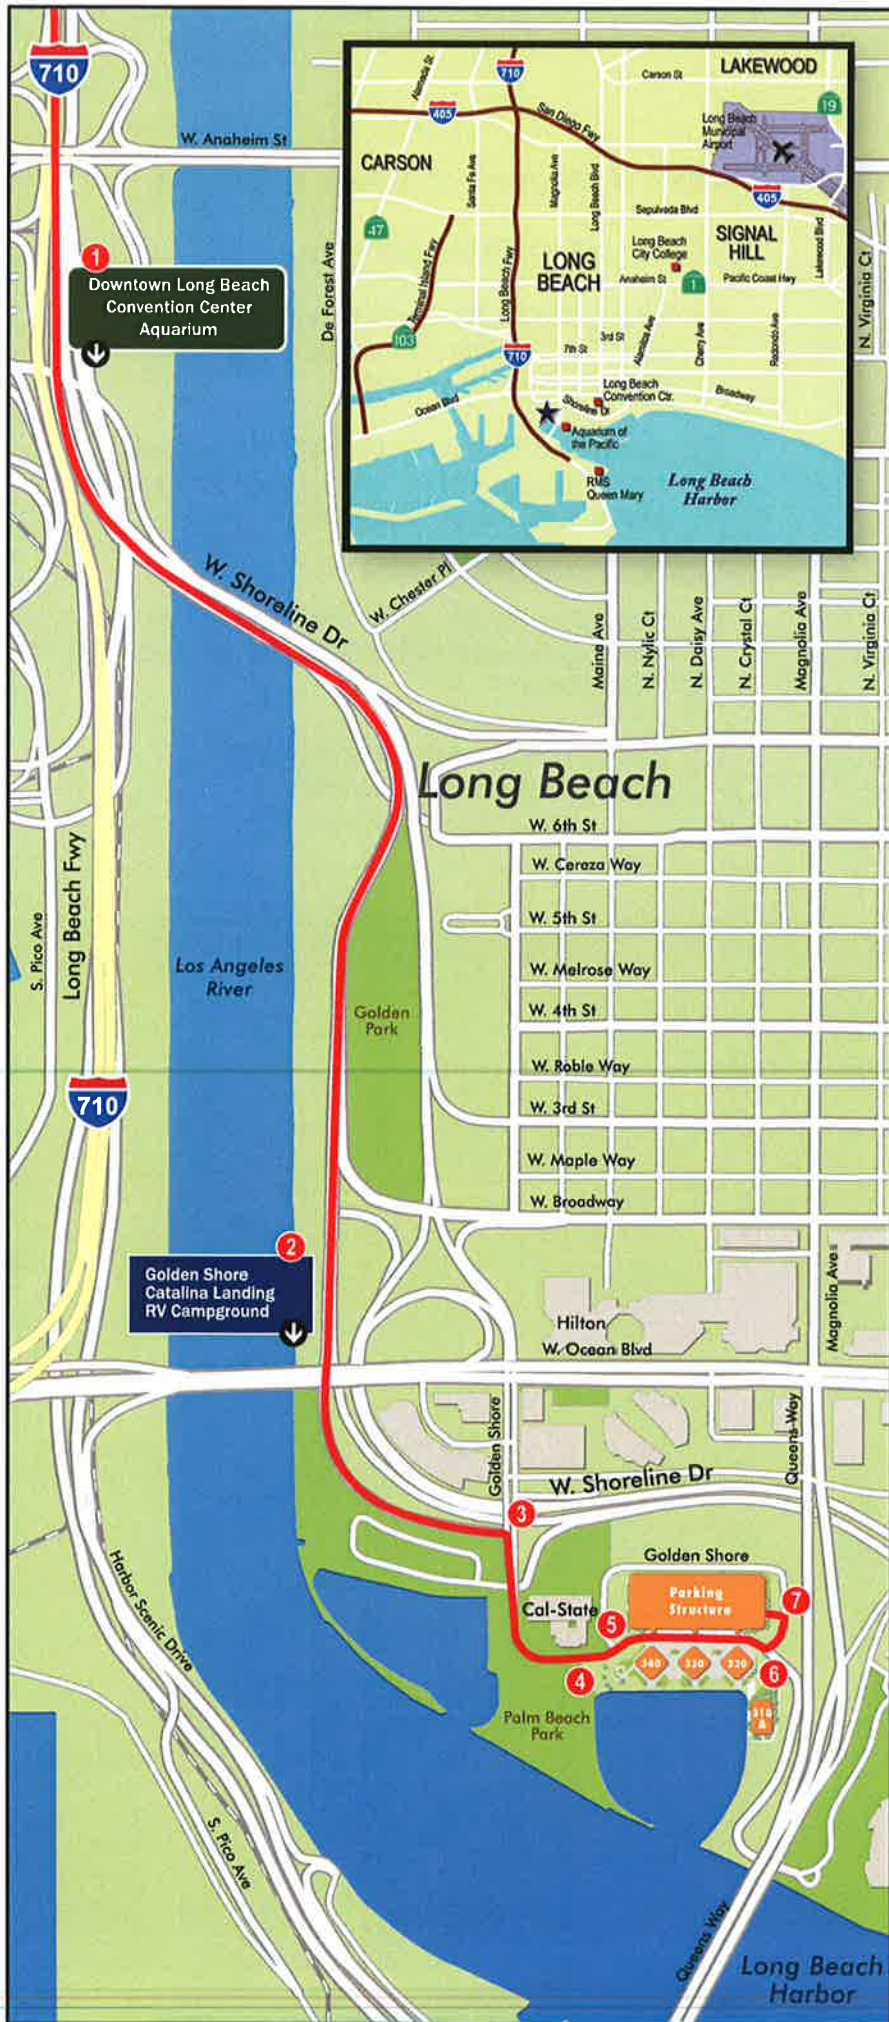 710
W. Anaheim St
1
Downtown Long Beach
Convention Center
Aquarium
De Forest Ave
Alameda St
710
Carson St
LAKEWOOD
405
San Diego Fwy
Long Beach
Municipal
Airport
19
CARSON
Santa Fe Ave
Magnolia Ave
Long Beach Blvd
405
Sepulveda Blvd
47
Long Beach
City College
SIGNAL
HILL
Lakewood Blvd
Terminal Island Fwy
Long Beach Fwy
LONG
BEACH
Anaheim St
1
Pacific Coast Hwy
103
710
7th St
3rd St
Alamitos Ave
Cherry Ave
Redondo Ave
Ocean Blvd
Shoreline Dr
Long Beach
Convention Ctr.
Broadway
Aquarium of
the Pacific
RMS
Queen Mary
Long Beach
Harbor
N. Virginia Ct
W. Shoreline Dr
W. Chester Pl
Maine Ave
N. Nylic Ct
N. Daisy Ave
N. Crystal Ct
Magnolia Ave
N. Virginia Ct
Long Beach
W. 6th St
W. Ceraza Way
W. 5th St
S. Pico Ave
Long Beach Fwy
Los Angeles
River
W. Melrose Way
W. 4th St
Golden
Park
W. Roble Way
710
W. 3rd St
W. Maple Way
W. Broadway
2
Golden Shore
Catalina Landing
RV Campground
Hilton
W. Ocean Blvd
Magnolia Ave
Golden Shore
Queens Way
W. Shoreline Dr
3
Golden Shore
Harbor Scenic Drive
Parking
Structure
7
Cal-State
5
4
340
330
320
6
310
A
Palm Beach
Park
S. Pico Ave
Queens Way
Long Beach
Harbor